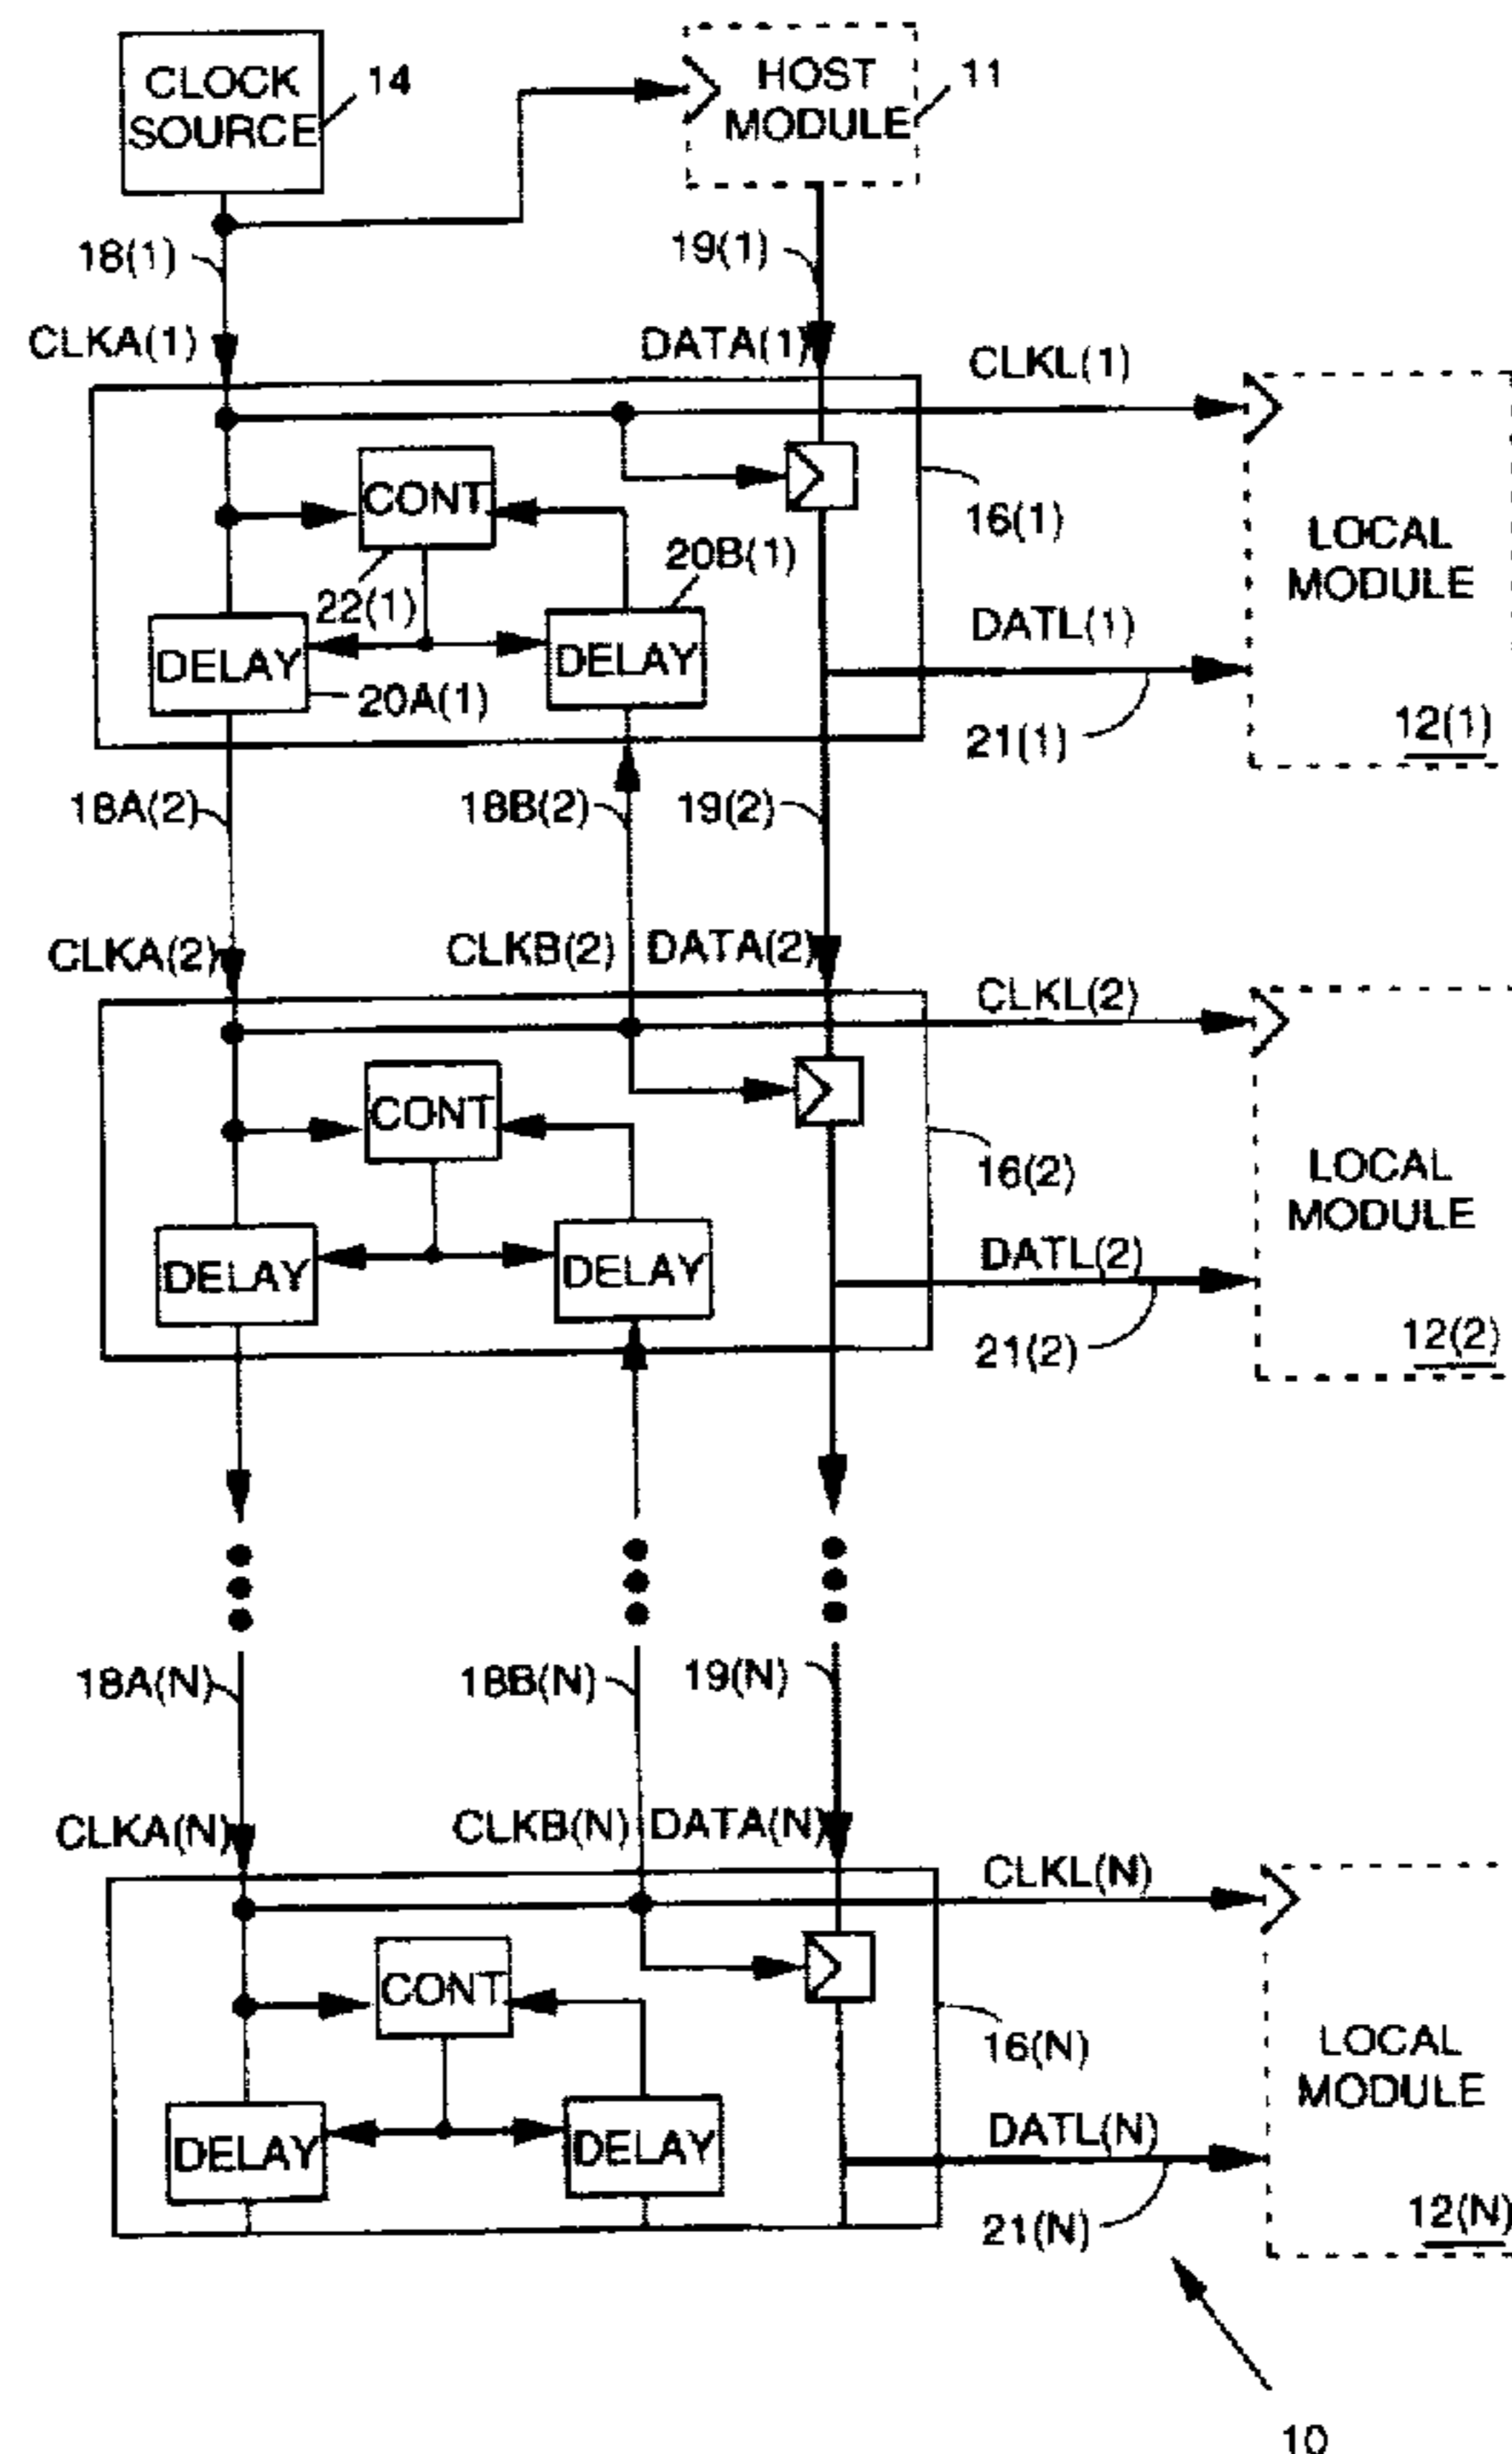 CLOCK
SOURCE
14
HOST
MODULE
11
18(1)
19(1)
CLKA(1)
DATA(1)
CLKL(1)
CONT
16(1)
LOCAL
MODULE
20B(1)
22(1)
DATL(1)
DELAY
DELAY
20A(1)
12(1)
21(1)
18A(2)
18B(2)
19(2)
CLKA(2)
CLKB(2)
DATA(2)
CLKL(2)
CONT
16(2)
LOCAL
MODULE
DATL(2)
DELAY
DELAY
12(2)
21(2)
18A(N)
18B(N)
19(N)
CLKA(N)
CLKB(N)
DATA(N)
CLKL(N)
CONT
16(N)
LOCAL
MODULE
DATL(N)
DELAY
DELAY
12(N)
21(N)
10